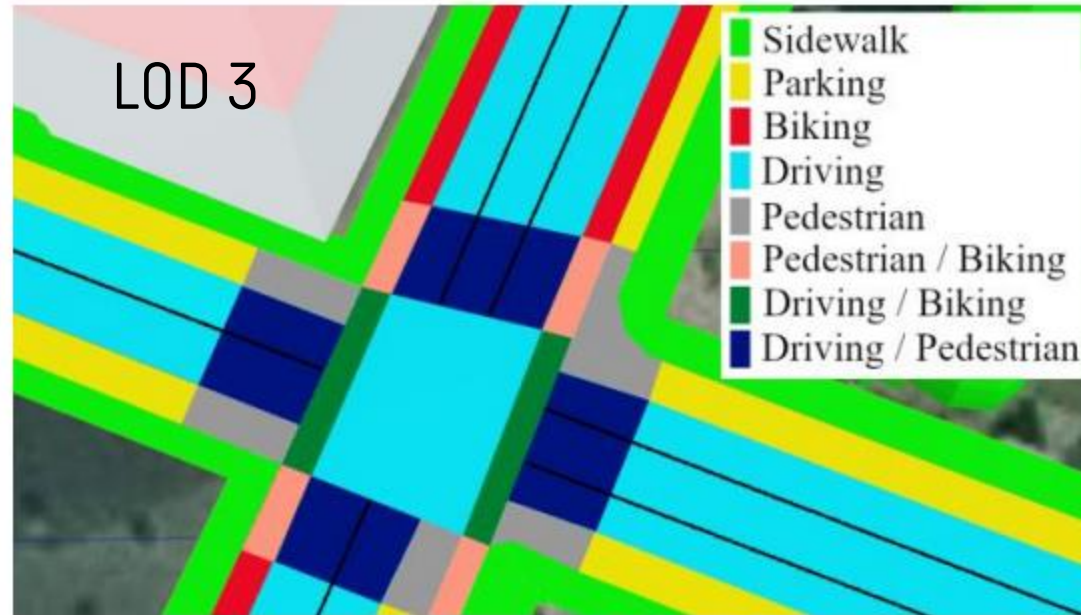 LOD 3
Sidewalk
Parking
Biking
Driving
Pedestrian
Pedestrian / Biking
Driving / Biking
Driving / Pedestrian